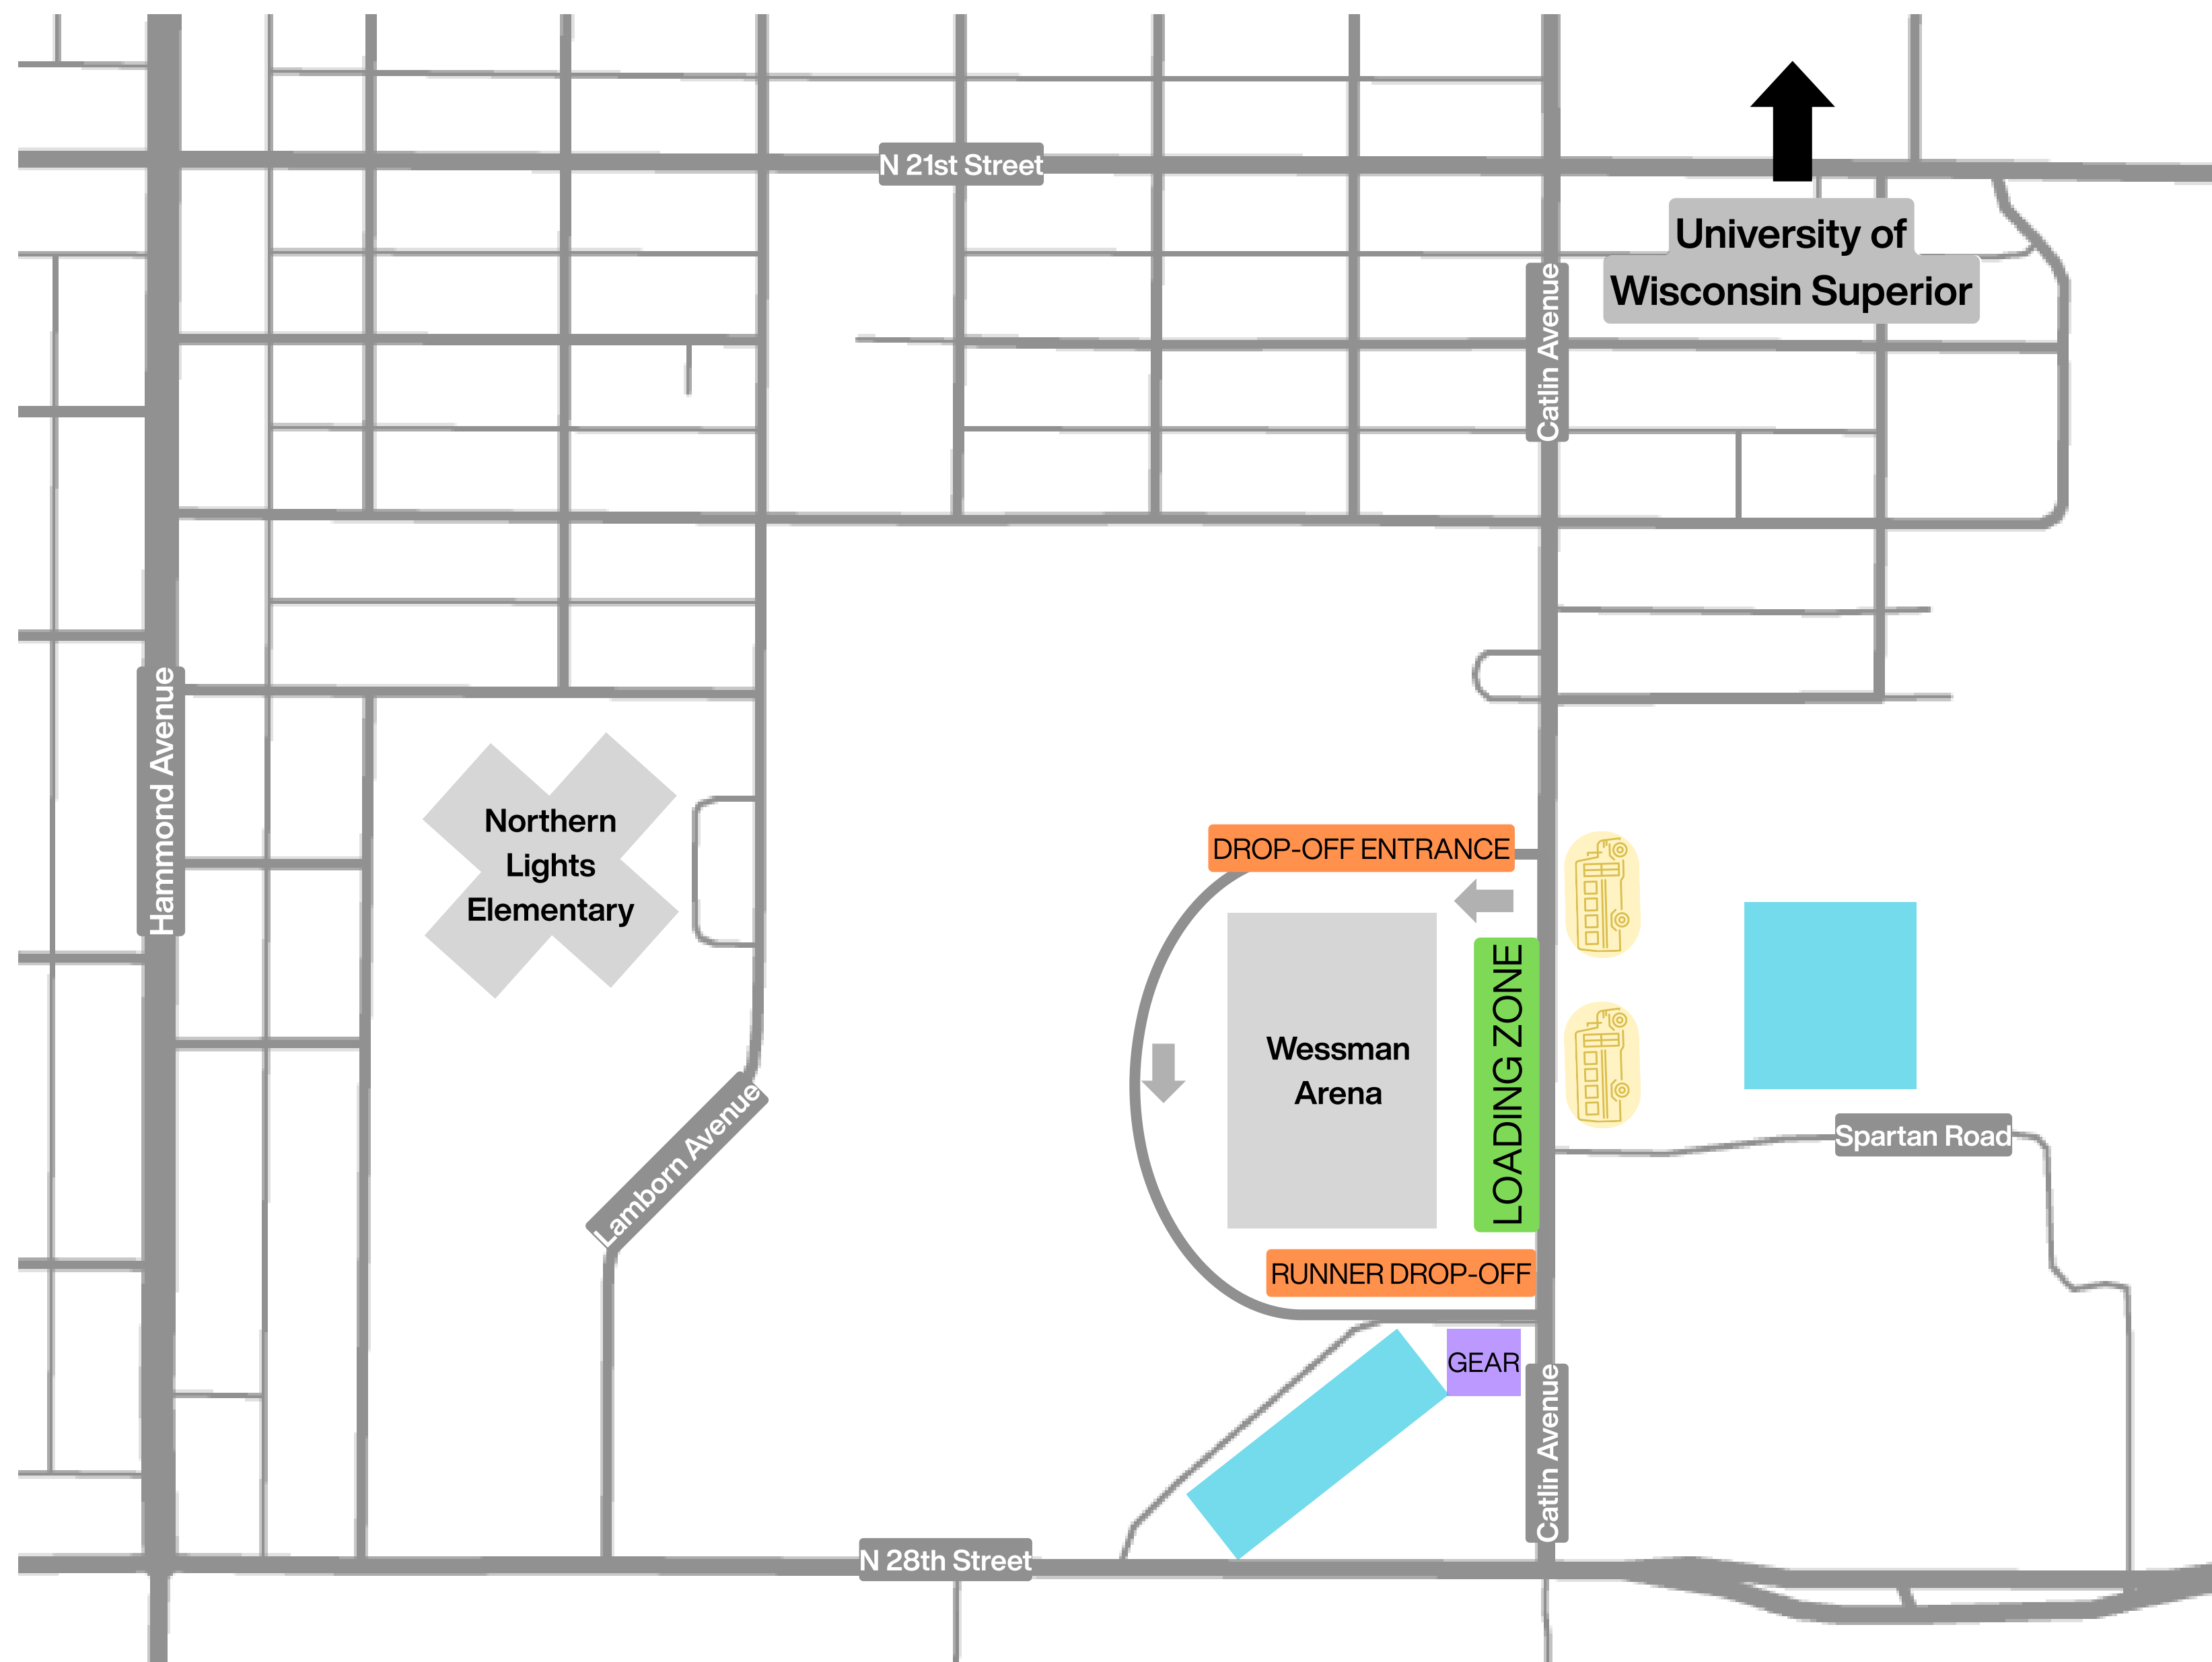 N 21st Street
University of
Wisconsin Superior
Catlin Avenue
Hammond Avenue
Northern
Lights
Elementary
DROP-OFF ENTRANCE
LOADING ZONE
Wessman
Arena
Spartan Road
Lamborn Avenue
RUNNER DROP-OFF
GEAR
Catlin Avenue
N 28th Street